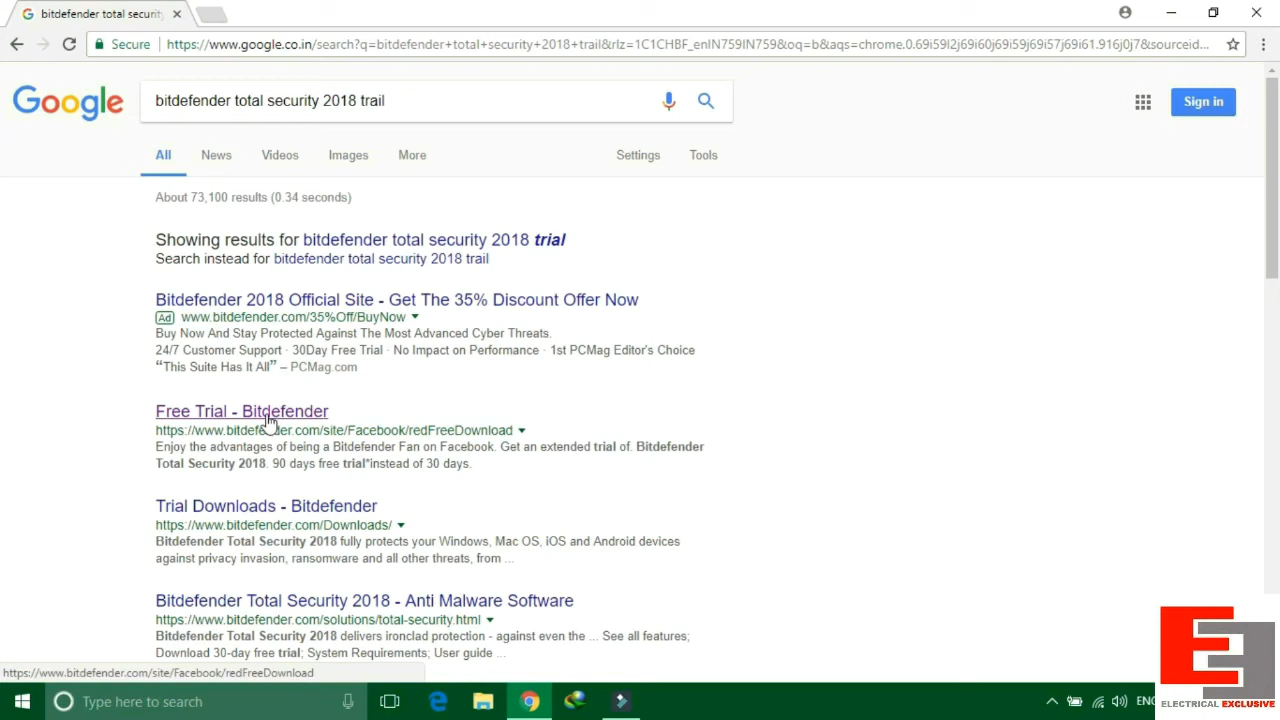 bitdefender total securit
Secure
https://www.google.co.in/search?q=bitdefender+total+security+2018+trail&rlz=1C1CHBF_enIN759IN759&oq=b&aqs=chrome.0.69i59l2j69i60j69i59j69i57j69i61.916j0j7&sourceid...
Google
bitdefender total security 2018 trail
Sign in
All News Videos Images More Settings Tools
About 73,100 results (0.34 seconds)
Showing results for bitdefender total security 2018 trial
Search instead for bitdefender total security 2018 trail
Bitdefender 2018 Official Site - Get The 35% Discount Offer Now
Ad www.bitdefender.com/35%Off/BuyNow
Buy Now And Stay Protected Against The Most Advanced Cyber Threats.
24/7 Customer Support · 30Day Free Trial · No Impact on Performance · 1st PCMag Editor's Choice
“This Suite Has It All” – PCMag.com
Free Trial - Bitdefender
https://www.bitdefender.com/site/Facebook/redFreeDownload
Enjoy the advantages of being a Bitdefender Fan on Facebook. Get an extended trial of. Bitdefender
Total Security 2018. 90 days free trial*instead of 30 days.
Trial Downloads - Bitdefender
https://www.bitdefender.com/Downloads/
Bitdefender Total Security 2018 fully protects your Windows, Mac OS, iOS and Android devices
against privacy invasion, ransomware and all other threats, from ...
Bitdefender Total Security 2018 - Anti Malware Software
https://www.bitdefender.com/solutions/total-security.html
Bitdefender Total Security 2018 delivers ironclad protection - against even the ... See all features;
Download 30-day free trial; System Requirements; User guide ...
https://www.bitdefender.com/site/Facebook/redFreeDownload
Type here to search
ENG
ELECTRICAL EXCLUSIVE